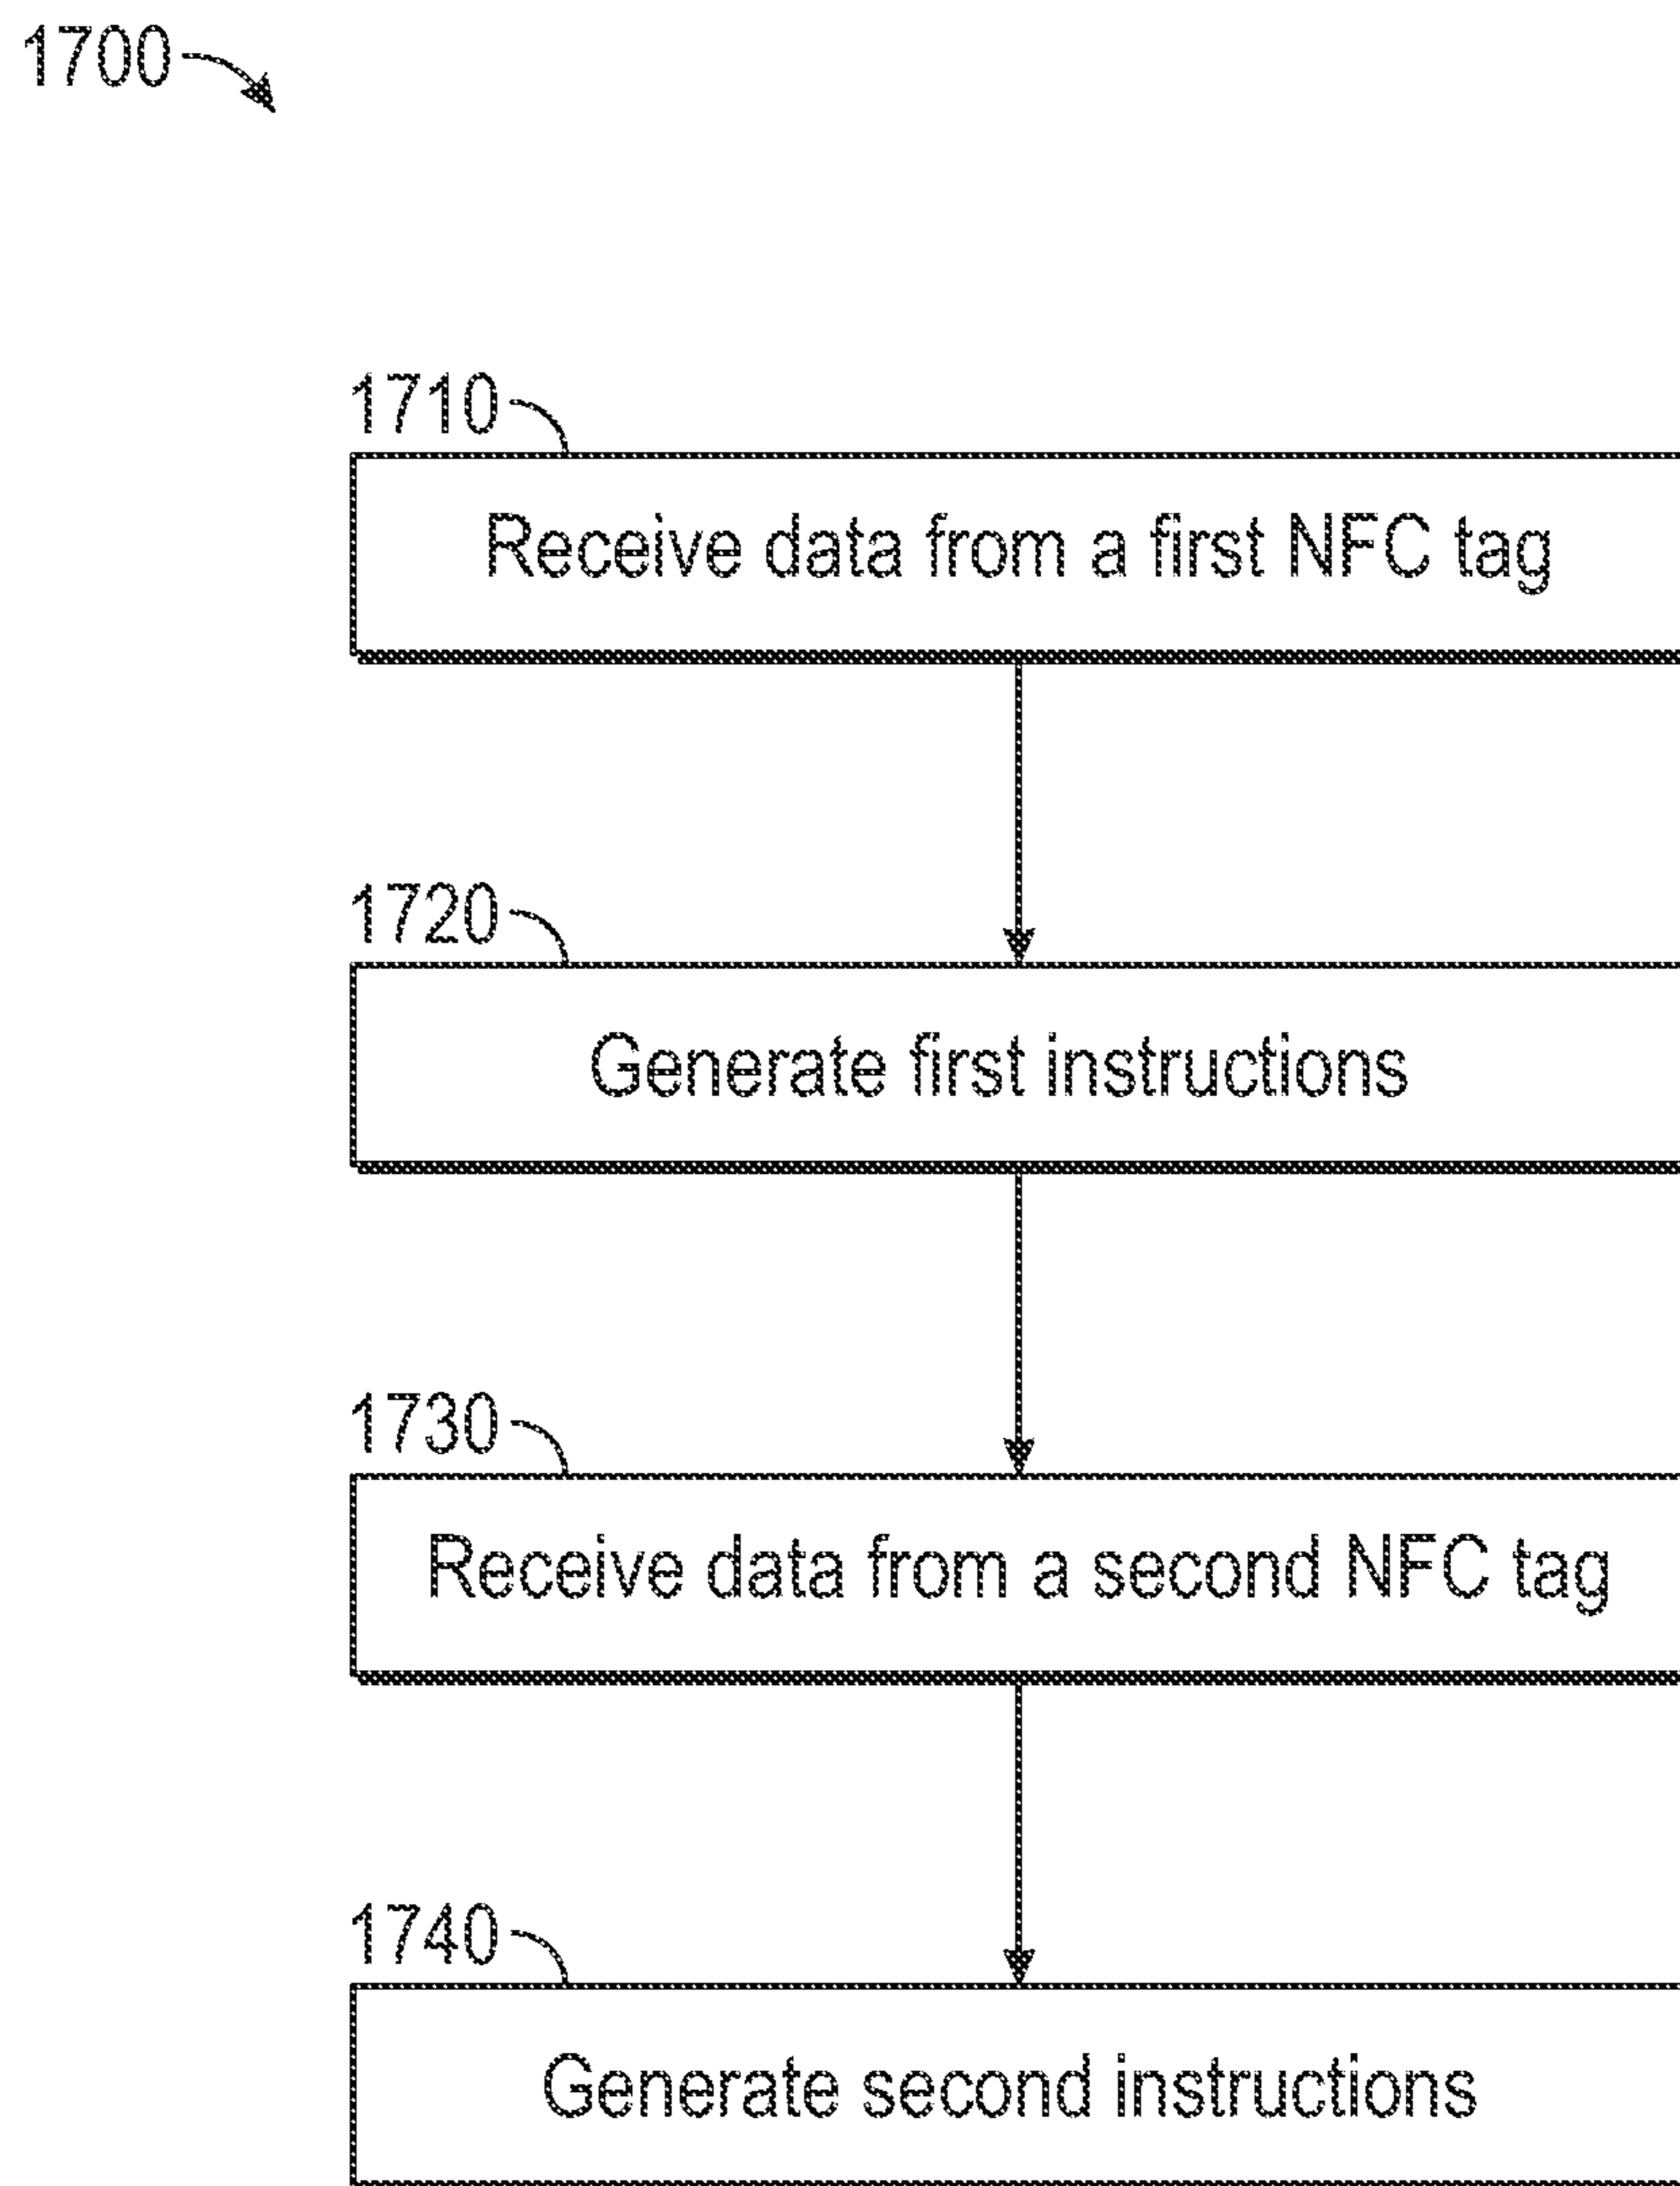 1700
1710
Receive data from a first NFC tag
1720
Generate first instructions
1730
Receive data from a second NFC tag
1740
Generate second instructions